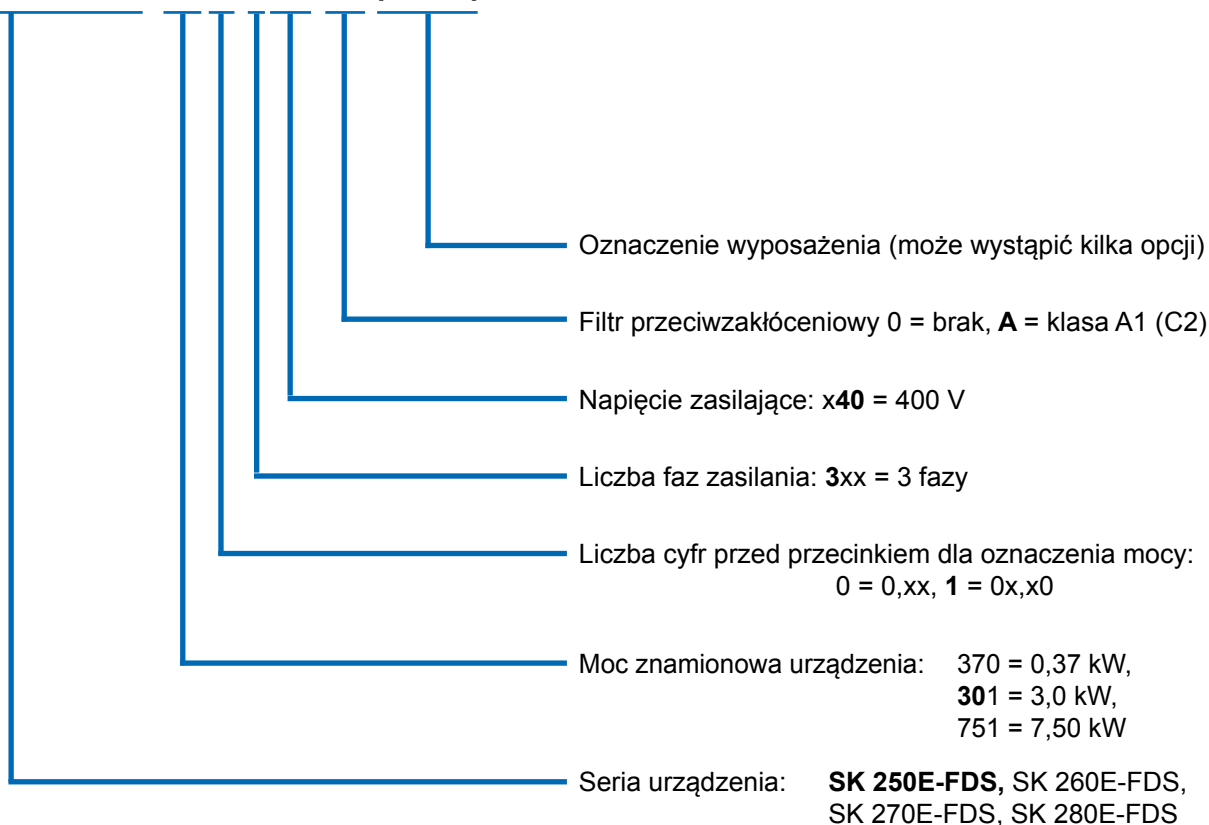 Oznaczenie wyposażenia (może wystąpić kilka opcji)
Filtr przeciwzakłóceniowy 0 = brak, A = klasa A1 (C2)
Napięcie zasilające: x40 = 400 V
Liczba faz zasilania: 3xx = 3 fazy
Liczba cyfr przed przecinkiem dla oznaczenia mocy:
0 = 0,xx, 1 = 0x,x0
Moc znamionowa urządzenia: 370 = 0,37 kW,
301 = 3,0 kW,
751 = 7,50 kW
Seria urządzenia: SK 250E-FDS, SK 260E-FDS,
SK 270E-FDS, SK 280E-FDS